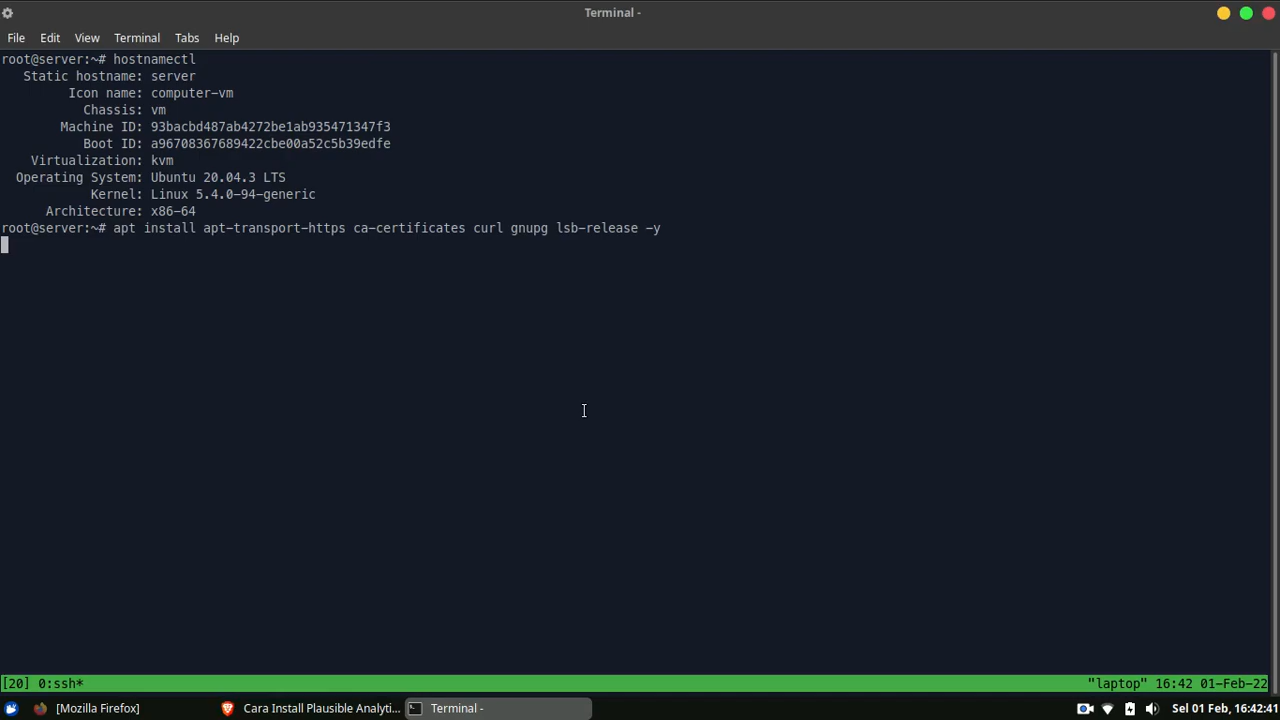 Terminal -
File Edit View Terminal Tabs Help
root@server:~# hostnamectl
Static hostname: server
Icon name: computer-vm
Chassis: vm
Machine ID: 93bacbd487ab4272be1ab935471347f3
Boot ID: a96708367689422cbe00a52c5b39edfe
Virtualization: kvm
Operating System: Ubuntu 20.04.3 LTS
Kernel: Linux 5.4.0-94-generic
Architecture: x86-64
root@server:~# apt install apt-transport-https ca-certificates curl gnupg lsb-release -y
[20] 0:ssh* "laptop" 16:42 01-Feb-22
[Mozilla Firefox] Cara Install Plausible Analyti... Terminal - Sel 01 Feb, 16:42:41